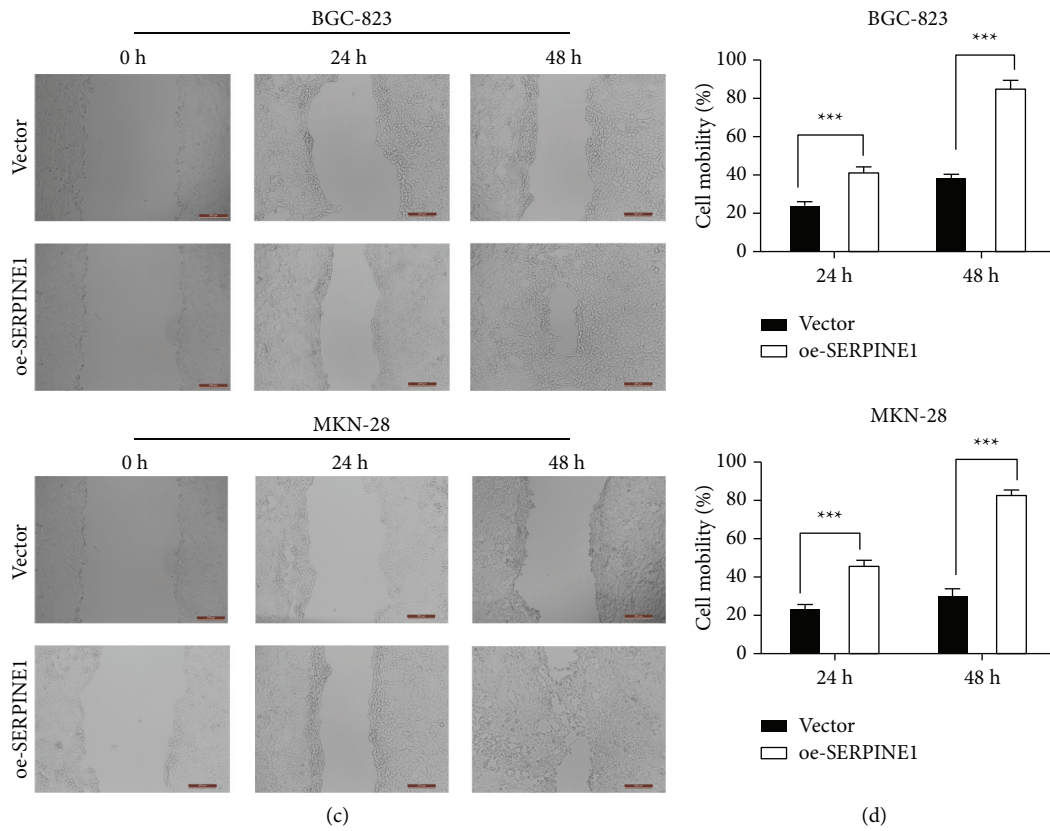 BGC-823
0 h 24 h 48 h
Vector
oe-SERPINE1
MKN-28
0 h 24 h 48 h
Vector
oe-SERPINE1
(c)
BGC-823
Cell mobility (%)
100
80
60
40
20
0
***
***
24 h 48 h
Vector
oe-SERPINE1
MKN-28
Cell mobility (%)
100
80
60
40
20
0
***
***
24 h 48 h
Vector
oe-SERPINE1
(d)